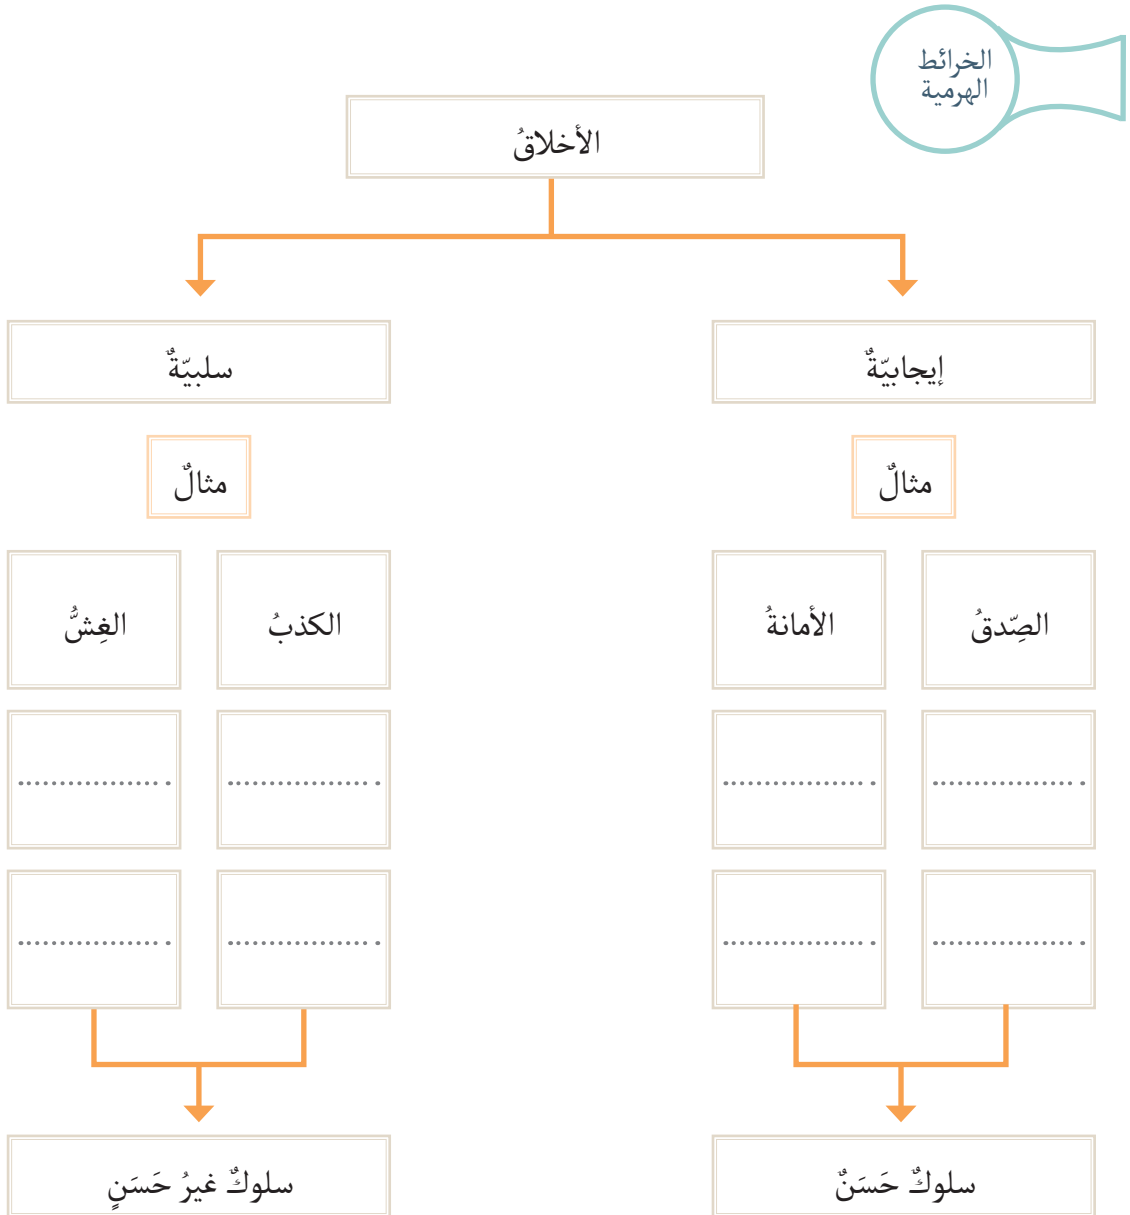 الخرائط
الهرمية
الأخلاقُ
إيجابيّةٌ
سلبيّةٌ
مثالٌ
مثالٌ
الصِّدقُ
الأمانةُ
الكذبُ
الغِشُّ
................ .
................ .
................ .
................ .
................ .
................ .
................ .
................ .
سلوكٌ حَسَنٌ
سلوكٌ غيرُ حَسَنٍ